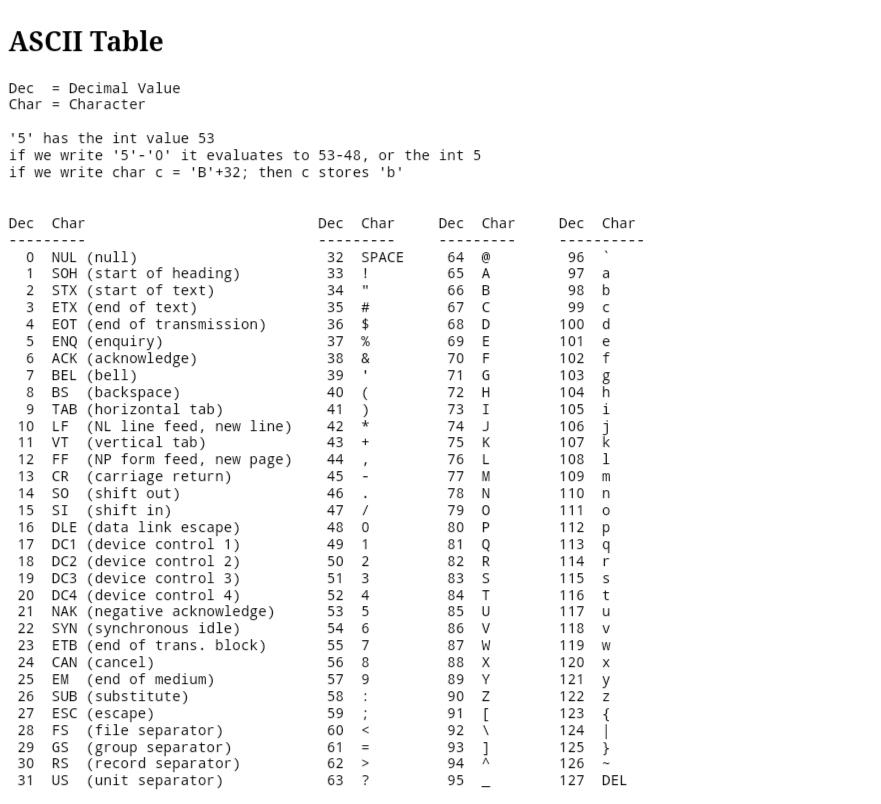 ASCII Table
Dec  = Decimal Value
Char = Character
'5' has the int value 53
if we write '5'-'0' it evaluates to 53-48, or the int 5
if we write char c = 'B'+32; then c stores 'b'
Dec  Char                           Dec  Char     Dec  Char     Dec  Char
---------                           ---------     ---------     ----------
  0  NUL (null)                      32  SPACE     64  @         96  `
  1  SOH (start of heading)          33  !         65  A         97  a
  2  STX (start of text)             34  "         66  B         98  b
  3  ETX (end of text)               35  #         67  C         99  c
  4  EOT (end of transmission)       36  $         68  D        100  d
  5  ENQ (enquiry)                   37  %         69  E        101  e
  6  ACK (acknowledge)               38  &         70  F        102  f
  7  BEL (bell)                      39  '         71  G        103  g
  8  BS  (backspace)                 40  (         72  H        104  h
  9  TAB (horizontal tab)            41  )         73  I        105  i
 10  LF  (NL line feed, new line)    42  *         74  J        106  j
 11  VT  (vertical tab)              43  +         75  K        107  k
 12  FF  (NP form feed, new page)    44  ,         76  L        108  l
 13  CR  (carriage return)           45  -         77  M        109  m
 14  SO  (shift out)                 46  .         78  N        110  n
 15  SI  (shift in)                  47  /         79  O        111  o
 16  DLE (data link escape)          48  0         80  P        112  p
 17  DC1 (device control 1)          49  1         81  Q        113  q
 18  DC2 (device control 2)          50  2         82  R        114  r
 19  DC3 (device control 3)          51  3         83  S        115  s
 20  DC4 (device control 4)          52  4         84  T        116  t
 21  NAK (negative acknowledge)      53  5         85  U        117  u
 22  SYN (synchronous idle)          54  6         86  V        118  v
 23  ETB (end of trans. block)       55  7         87  W        119  w
 24  CAN (cancel)                    56  8         88  X        120  x
 25  EM  (end of medium)             57  9         89  Y        121  y
 26  SUB (substitute)                58  :         90  Z        122  z
 27  ESC (escape)                    59  ;         91  [        123  {
 28  FS  (file separator)            60  <         92  \        124  |
 29  GS  (group separator)           61  =         93  ]        125  }
 30  RS  (record separator)          62  >         94  ^        126  ~
 31  US  (unit separator)            63  ?         95  _        127  DEL